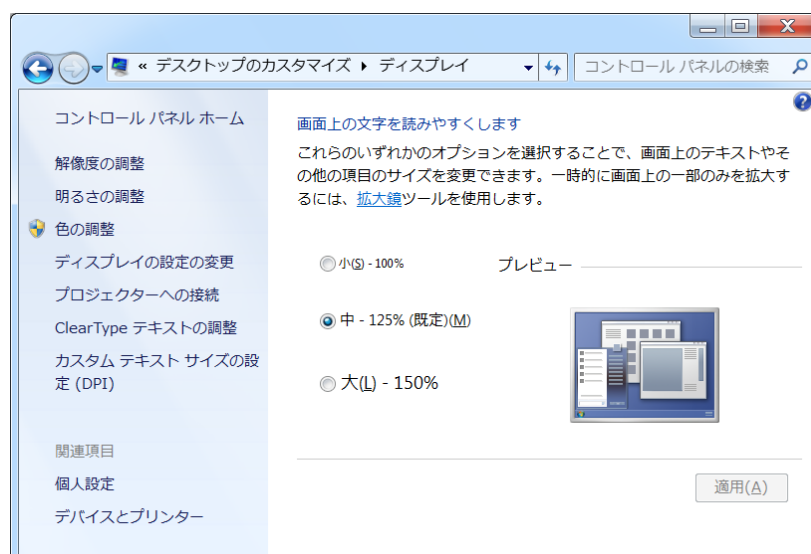 « デスクトップのカスタマイズ ▸ ディスプレイ
コントロール パネルの検索
コントロール パネル ホーム
解像度の調整
明るさの調整
色の調整
ディスプレイの設定の変更
プロジェクターへの接続
ClearType テキストの調整
カスタム テキスト サイズの設
定 (DPI)
関連項目
個人設定
デバイスとプリンター
画面上の文字を読みやすくします
これらのいずれかのオプションを選択することで、画面上のテキストやそ
の他の項目のサイズを変更できます。一時的に画面上の一部のみを拡大す
るには、拡大鏡ツールを使用します。
小(S) - 100%
プレビュー
中 - 125% (既定)(M)
大(L) - 150%
適用(A)